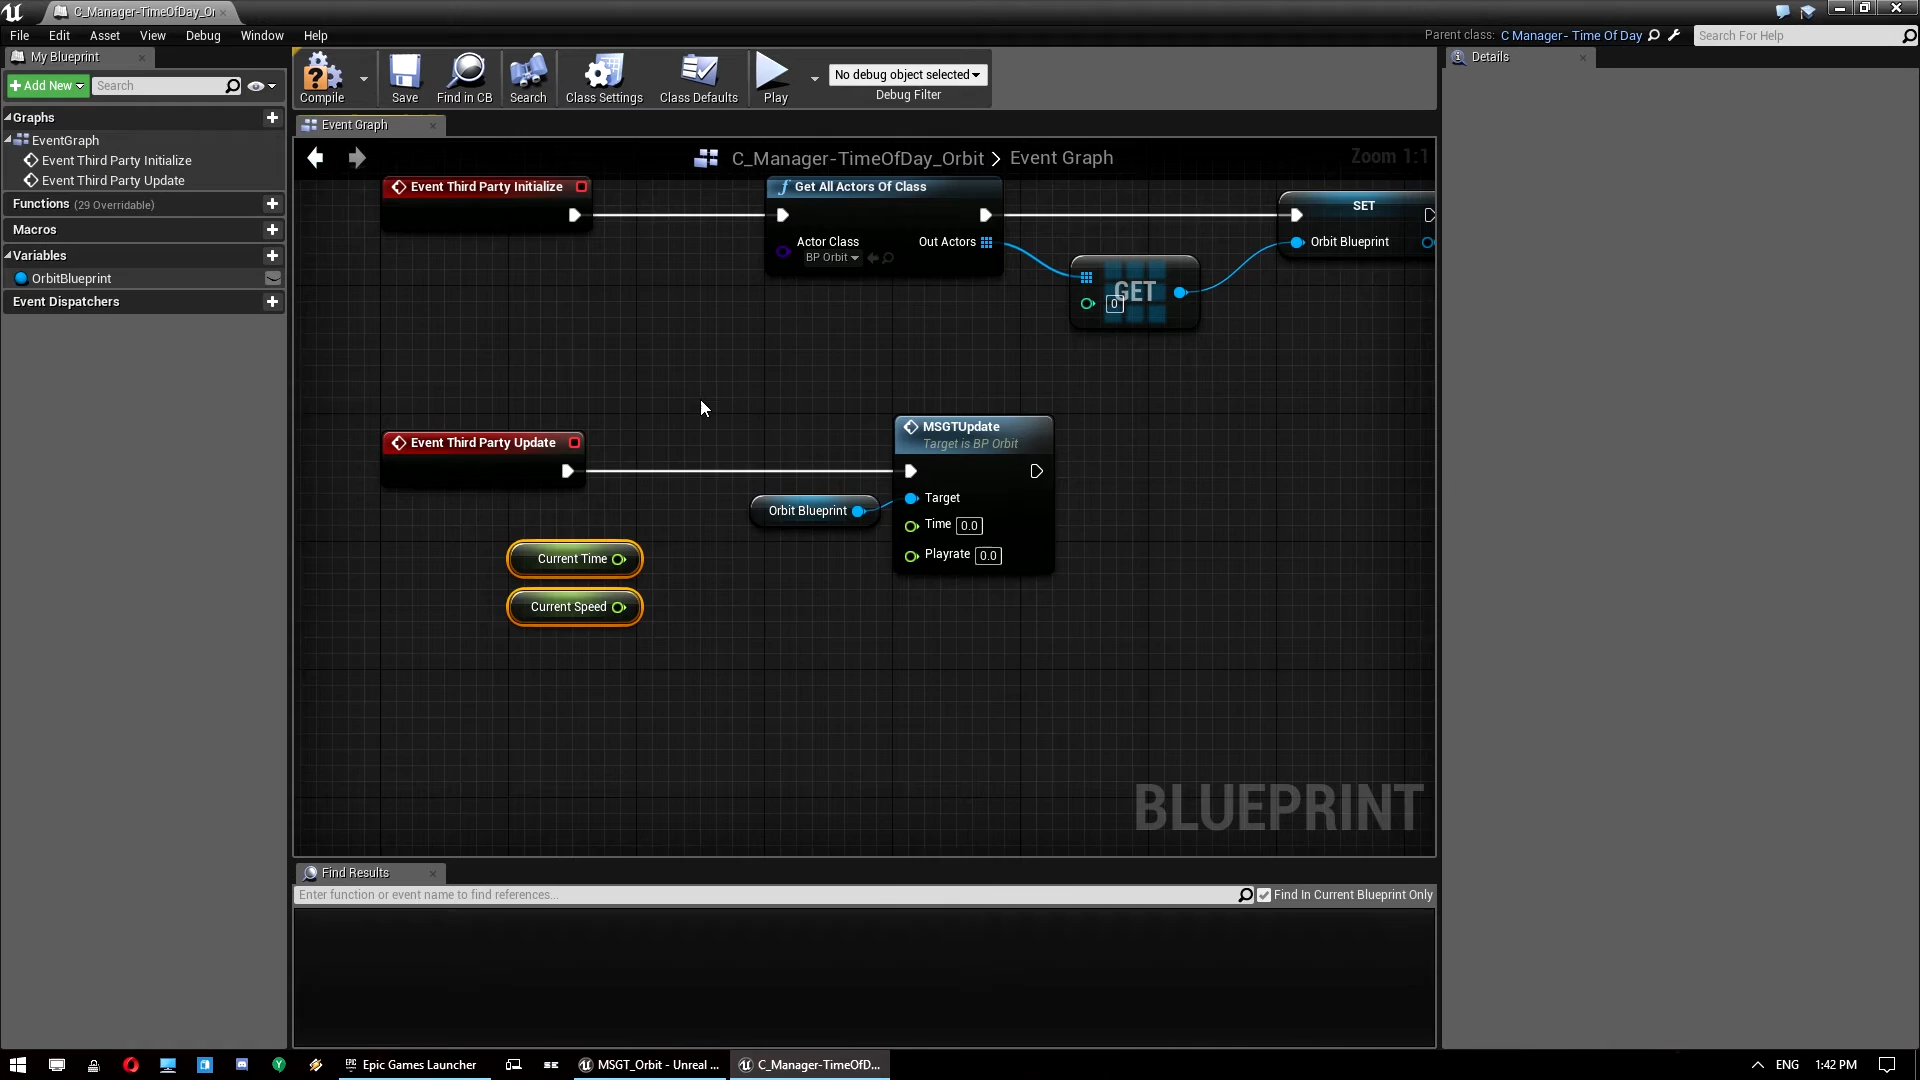 C_Manager-TimeOfDay_Or
File Edit Asset View Debug Window Help
Parent class: C Manager- Time Of Day
Search For Help
My Blueprint
Details
Add New
Search
Compile
Save
Find in CB
Search
Class Settings
Class Defaults
Play
No debug object selected
Debug Filter
Graphs
EventGraph
Event Third Party Initialize
Event Third Party Update
Functions (29 Overridable)
Macros
Variables
OrbitBlueprint
Event Dispatchers
Event Graph
C_Manager-TimeOfDay_Orbit > Event Graph
Zoom 1:1
Event Third Party Initialize
Get All Actors Of Class
Actor Class
BP Orbit
Out Actors
GET
0
SET
Orbit Blueprint
Event Third Party Update
MSGTUpdate
Target is BP Orbit
Target
Time 0.0
Playrate 0.0
Orbit Blueprint
Current Time
Current Speed
BLUEPRINT
Find Results
Enter function or event name to find references...
Find In Current Blueprint Only
EPIC Epic Games Launcher
MSGT_Orbit - Unreal ...
C_Manager-TimeOfD...
ENG
1:42 PM